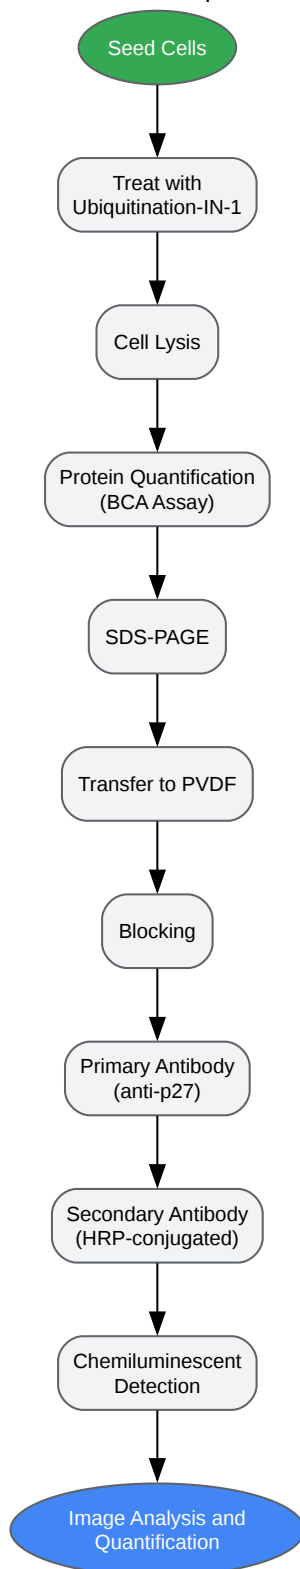 Seed Cells
Treat with
Ubiquitination-IN-1
Cell Lysis
Protein Quantification
(BCA Assay)
SDS-PAGE
Transfer to PVDF
Blocking
Primary Antibody
(anti-p27)
Secondary Antibody
(HRP-conjugated)
Chemiluminescent
Detection
Image Analysis and
Quantification